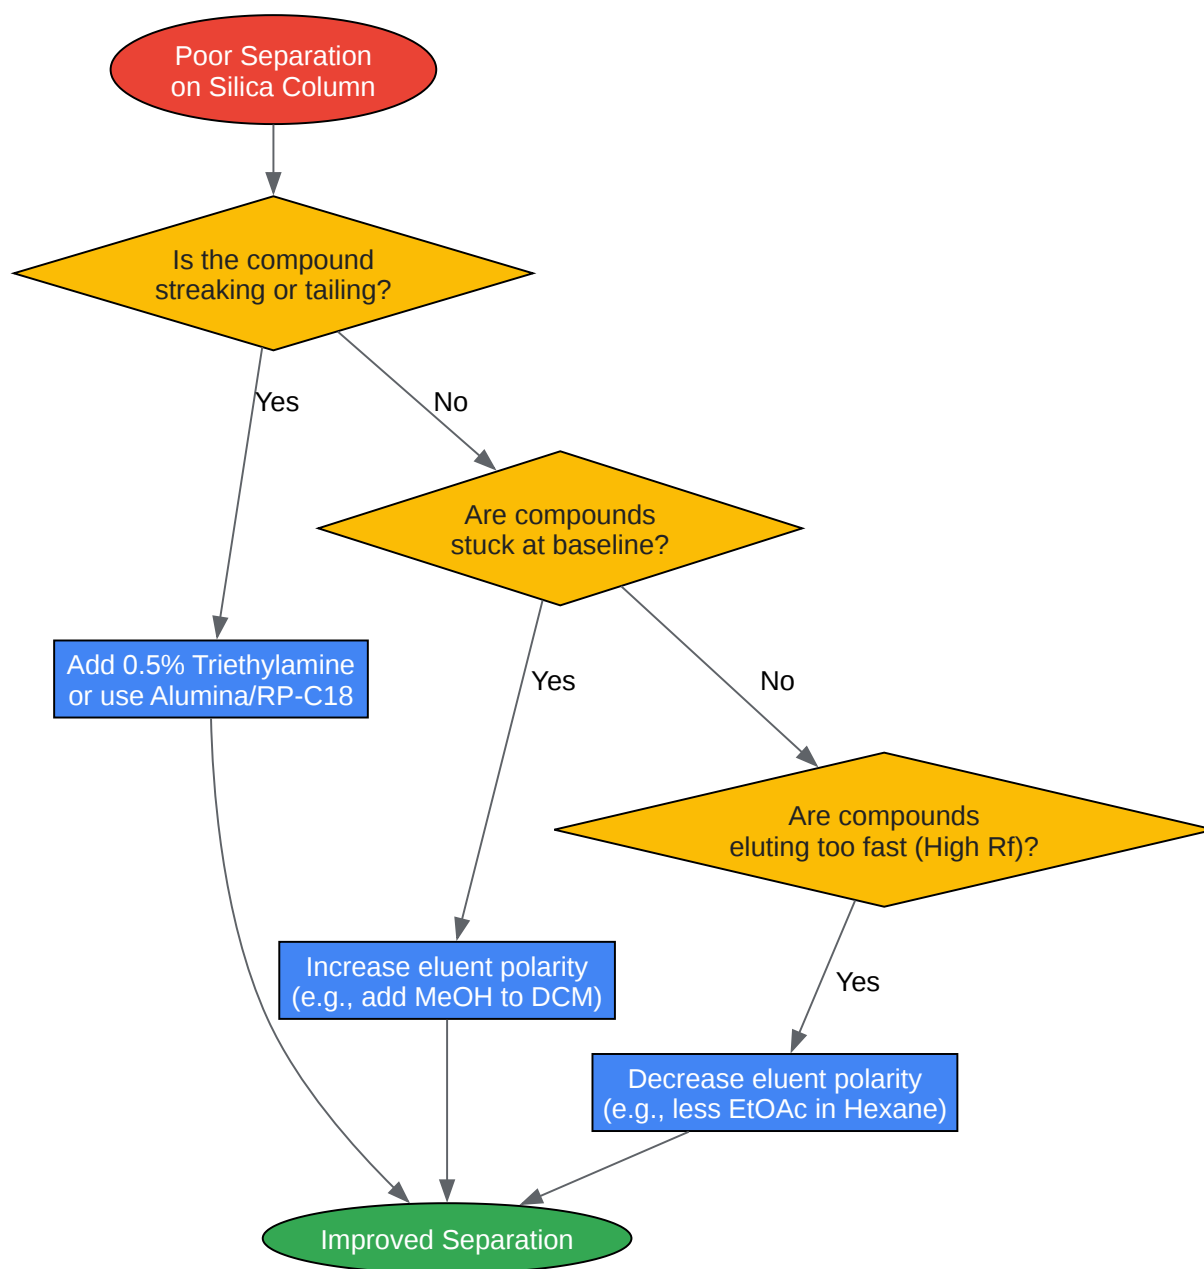 Poor Separation
on Silica Column
Is the compound
streaking or tailing?
Yes
No
Are compounds
stuck at baseline?
Add 0.5% Triethylamine
or use Alumina/RP-C18
Yes
No
Are compounds
eluting too fast (High Rf)?
Increase eluent polarity
(e.g., add MeOH to DCM)
Yes
Decrease eluent polarity
(e.g., less EtOAc in Hexane)
Improved Separation